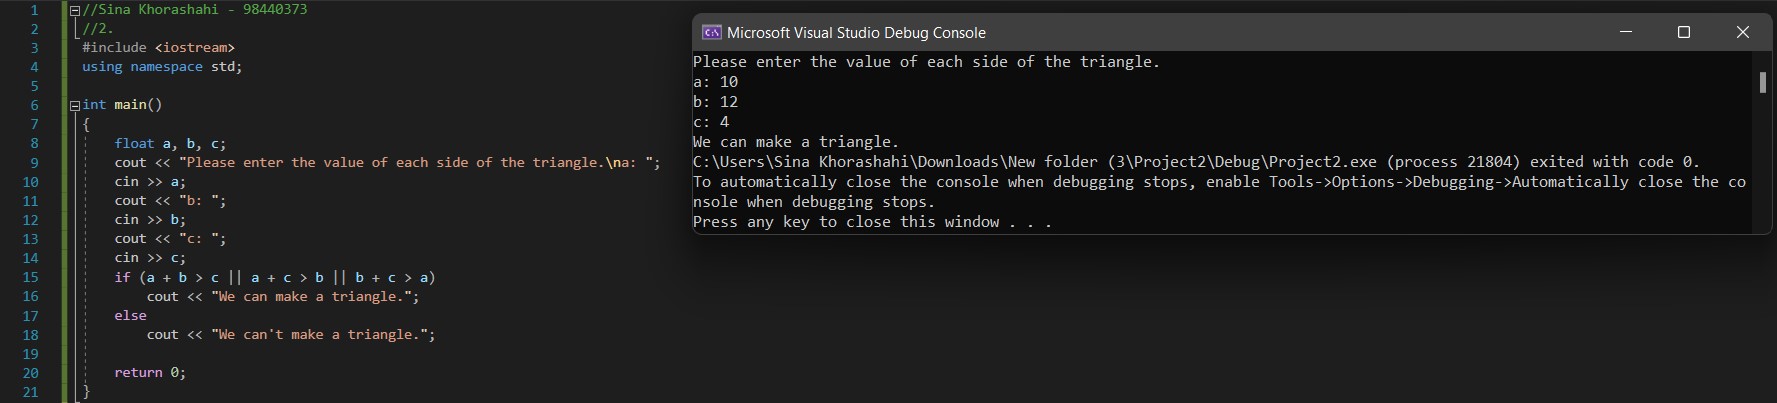 1 //Sina Khorashahi - 98440373
2 //2.
3 #include <iostream>
4 using namespace std;
5
6 int main()
7 {
8 float a, b, c;
9 cout << "Please enter the value of each side of the triangle.\na: ";
10 cin >> a;
11 cout << "b: ";
12 cin >> b;
13 cout << "c: ";
14 cin >> c;
15 if (a + b > c || a + c > b || b + c > a)
16 cout << "We can make a triangle.";
17 else
18 cout << "We can't make a triangle.";
19
20 return 0;
21 }
Microsoft Visual Studio Debug Console
Please enter the value of each side of the triangle.
a: 10
b: 12
c: 4
We can make a triangle.
C:\Users\Sina Khorashahi\Downloads\New folder (3\Project2\Debug\Project2.exe (process 21804) exited with code 0.
To automatically close the console when debugging stops, enable Tools->Options->Debugging->Automatically close the co
nsole when debugging stops.
Press any key to close this window . . .